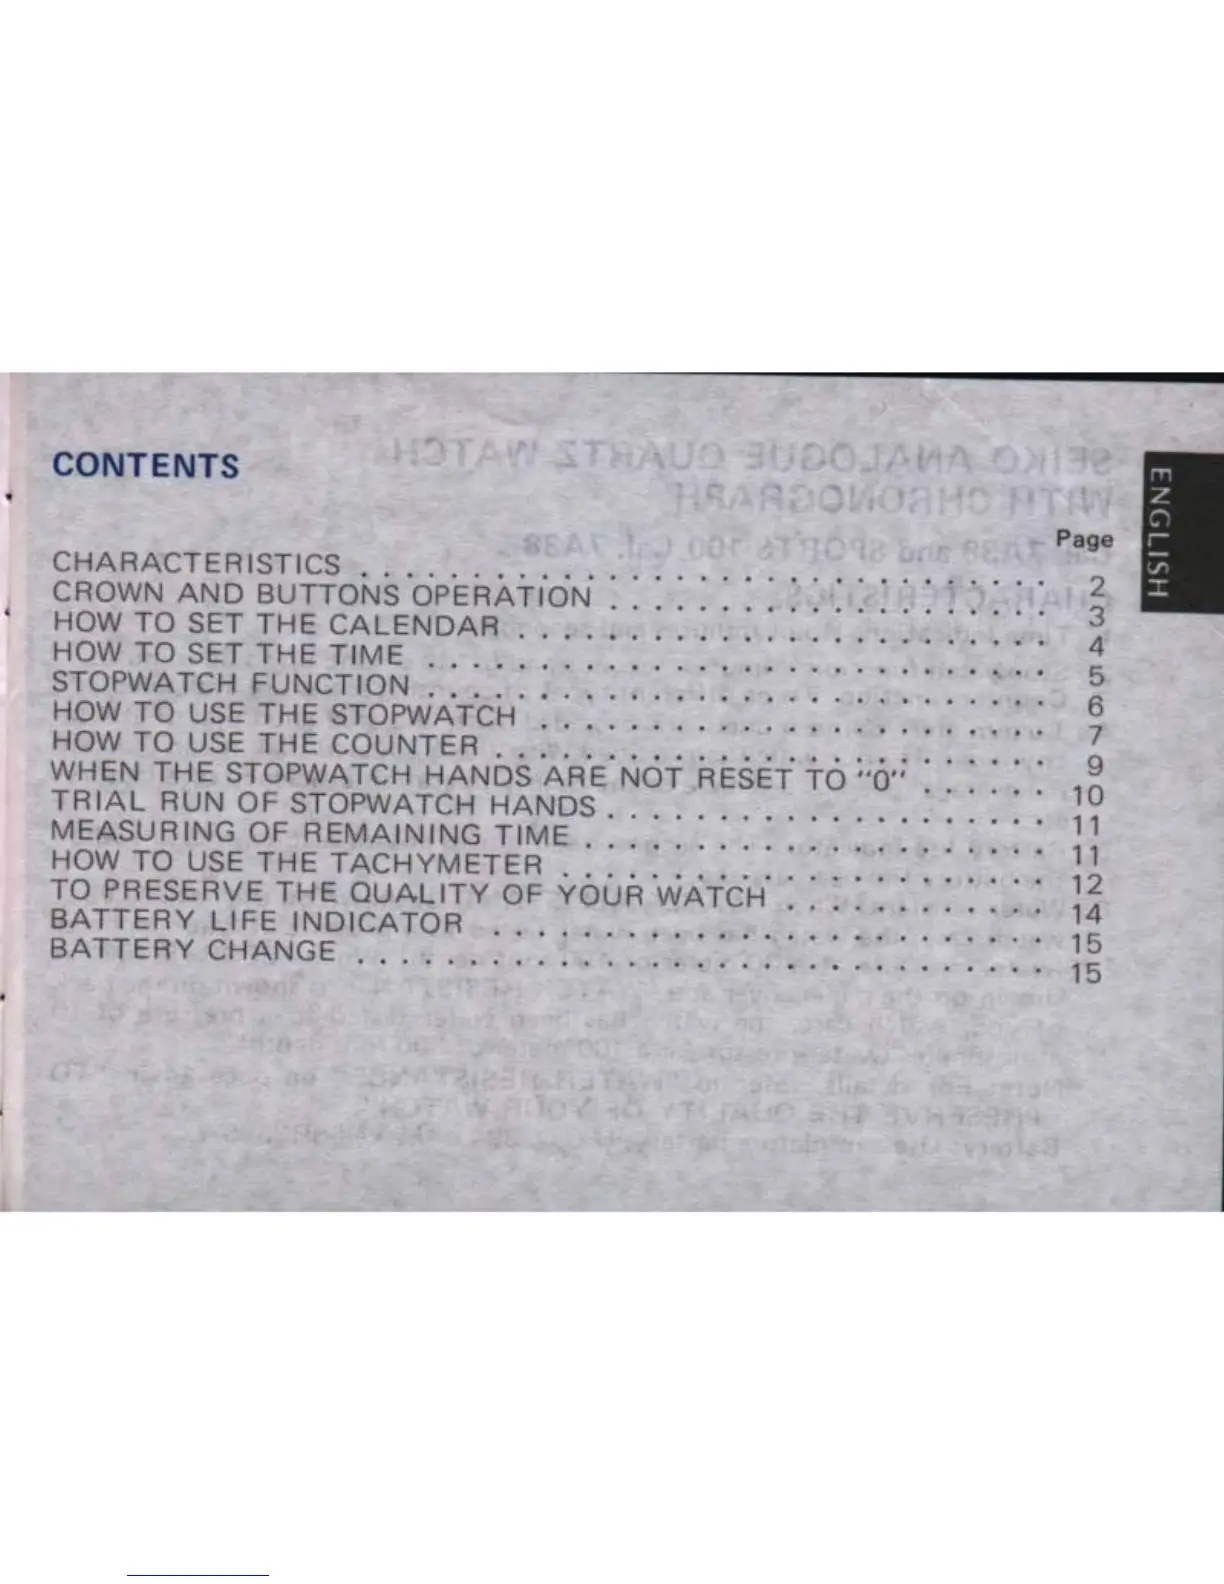 CONTENTS
Page
CHARACTERISTICS . . . . . . . . . . . . . . . . . . . . . . . . . . . . . . . 2
CROWN AND BUTTONS OPERATION . . . . . . . . . . . . . . . . . . . . 3
HOW TO SET THE CALENDAR . . . . . . . . . . . . . . . . . . . . . . . . 4
HOW TO SET THE TIME . . . . . . . . . . . . . . . . . . . . . . . . . . . . 5
STOPWATCH FUNCTION . . . . . . . . . . . . . . . . . . . . . . . . . . . . 6
HOW TO USE THE STOPWATCH . . . . . . . . . . . . . . . . . . . . . . . 7
HOW TO USE THE COUNTER . . . . . . . . . . . . . . . . . . . . . . . . . 9
WHEN THE STOPWATCH HANDS ARE NOT RESET TO "0" . . . . . . 10
TRIAL RUN OF STOPWATCH HANDS . . . . . . . . . . . . . . . . . . . . 11
MEASURING OF REMAINING TIME . . . . . . . . . . . . . . . . . . . . . 11
HOW TO USE THE TACHYMETER . . . . . . . . . . . . . . . . . . . . . . 12
TO PRESERVE THE QUALITY OF YOUR WATCH . . . . . . . . . . . . 14
BATTERY LIFE INDICATOR . . . . . . . . . . . . . . . . . . . . . . . . . 15
BATTERY CHANGE . . . . . . . . . . . . . . . . . . . . . . . . . . . . . . . 15
ENGLISH